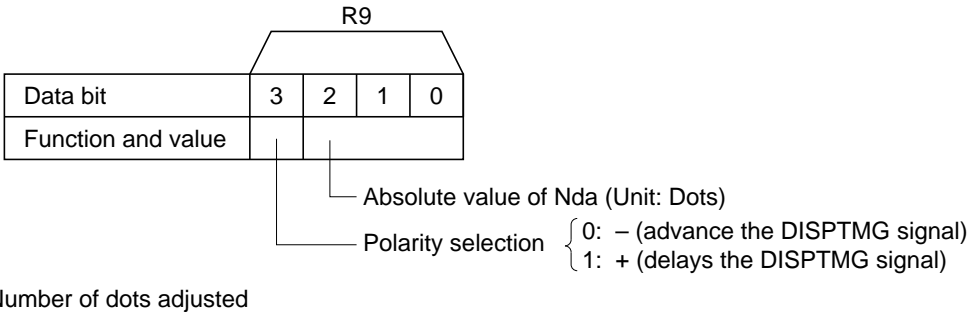 R9
Data bit 3 2 1 0
Function and value
Absolute value of Nda (Unit: Dots)
Polarity selection 0: – (advance the DISPTMG signal)
1: + (delays the DISPTMG signal)
of dots adjusted